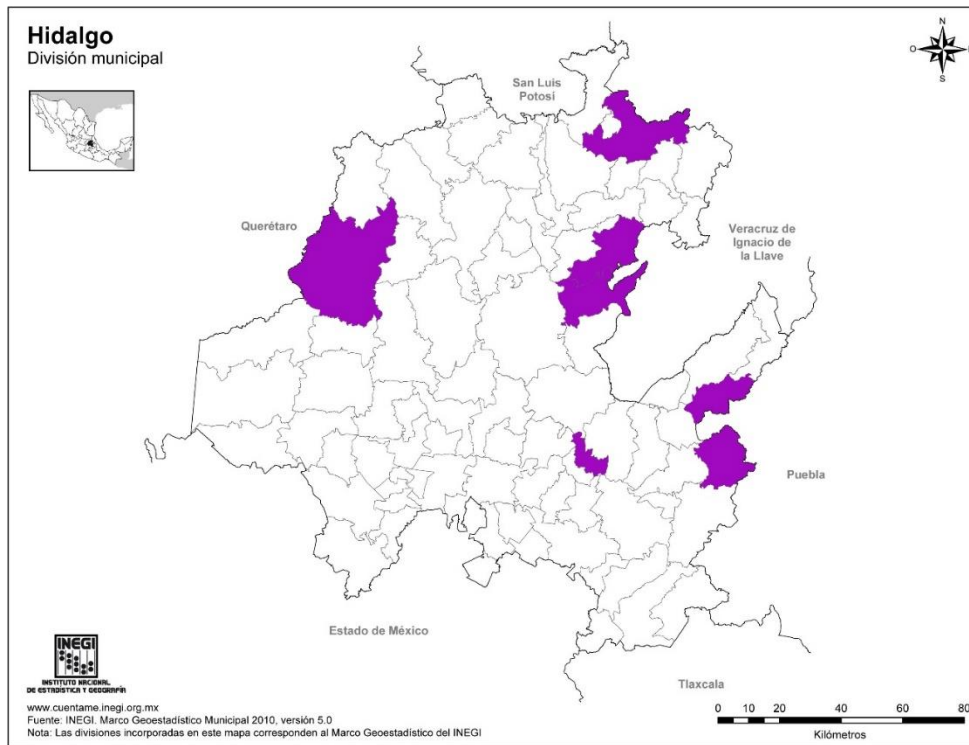 Hidalgo
División municipal
N
O
E
S
San Luis
Potosí
Querétaro
Veracruz de
Ignacio de
la Llave
Puebla
Estado de México
Tlaxcala
INEGI
INSTITUTO NACIONAL
DE ESTADÍSTICA Y GEOGRAFÍA
www.cuentame.inegi.org.mx
Fuente: INEGI. Marco Geoestadístico Municipal 2010, versión 5.0
Nota: Las divisiones incorporadas en este mapa corresponden al Marco Geoestadístico del INEGI
0 10 20 40 60 80
Kilómetros